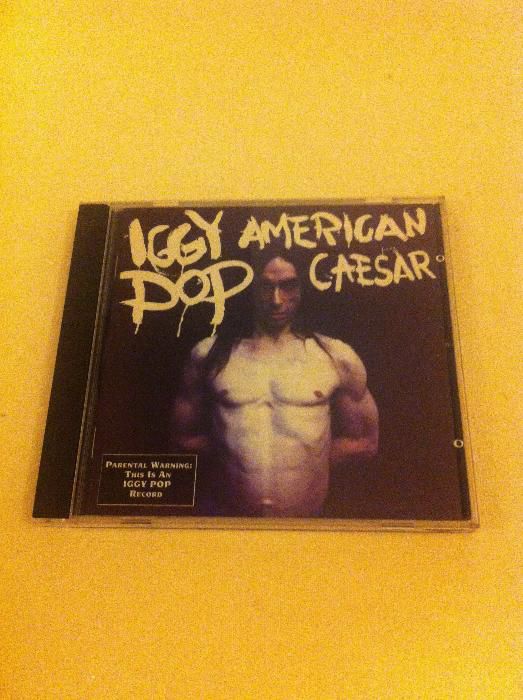 IGGY POP
AMERICAN CAESAR
PARENTAL WARNING:
THIS IS AN
IGGY POP
RECORD